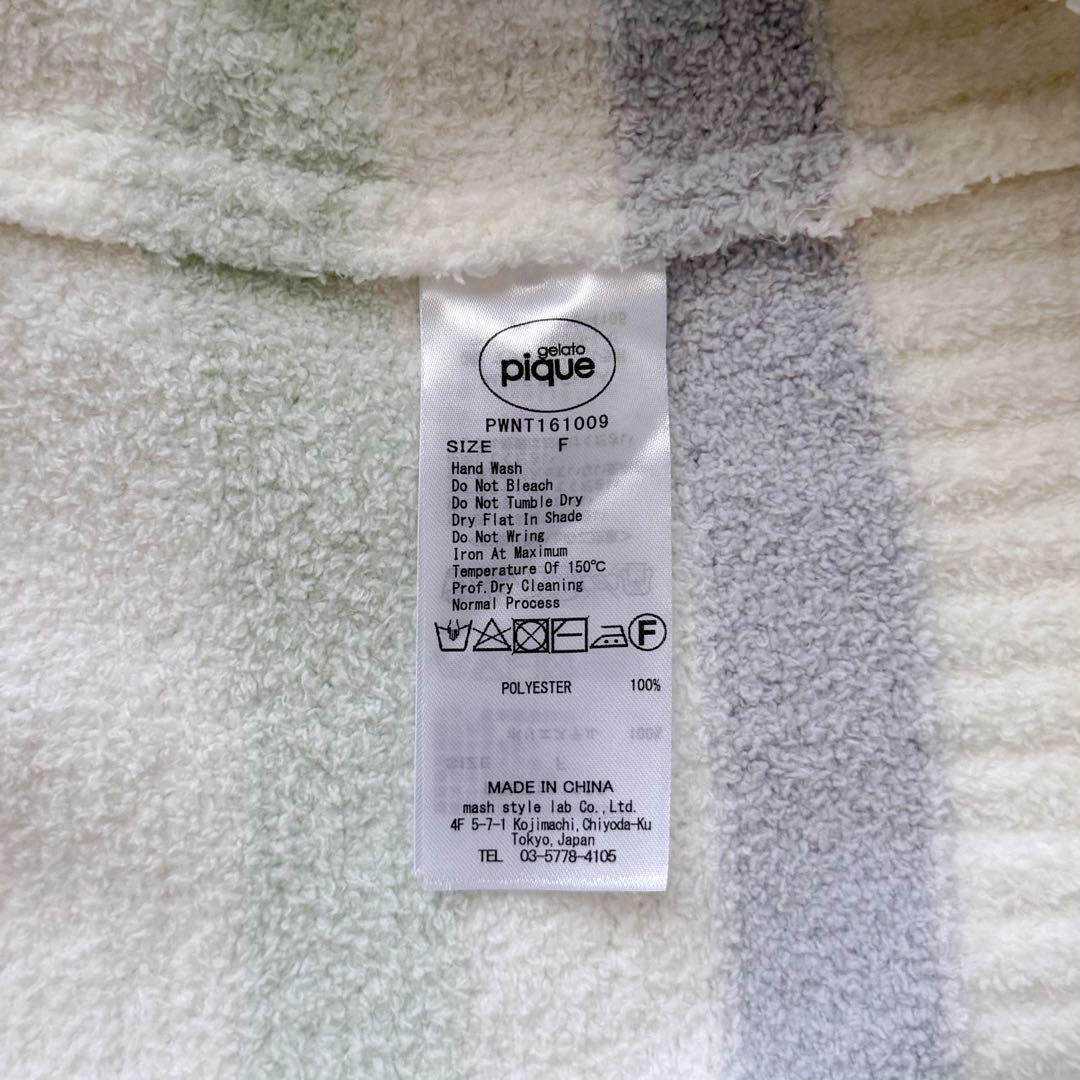 gelato
pique
PWNT161009
SIZE F
Hand Wash
Do Not Bleach
Do Not Tumble Dry
Dry Flat In Shade
Do Not Wring
Iron At Maximum
Temperature Of 150℃
Prof.Dry Cleaning
Normal Process
F
POLYESTER 100%
MADE IN CHINA
mash style lab Co.,Ltd.
4F 5-7-1 Kojimachi,Chiyoda-Ku
Tokyo,Japan
TEL 03-5778-4105